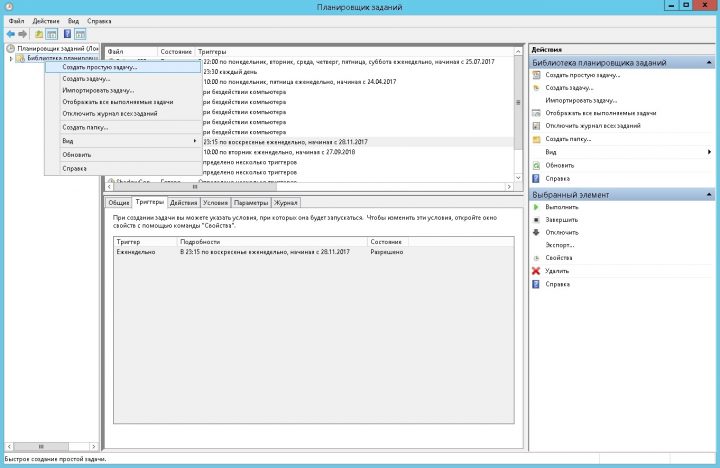 Планировщик заданий
Файл Действие Вид Справка
Планировщик заданий (Лок
Библиотека планировщ
Создать простую задачу...
Создать задачу...
Импортировать задачу...
Отображать все выполняемые задачи
Отключить журнал всех заданий
Создать папку...
Вид
Обновить
Справка
Файл Состояние Триггеры
22:00 по понедельник, вторник, среда, четверг, пятница, суббота еженедельно, начиная с 25.07.2017
23:30 каждый день
10:00 по понедельник, пятница еженедельно, начиная с 24.04.2017
ри бездействии компьютера
ри бездействии компьютера
ри бездействии компьютера
ри бездействии компьютера
23:15 по воскресенье еженедельно, начиная с 28.11.2017
10:00 по вторник еженедельно, начиная с 27.09.2018
пределено несколько триггеров
пределено несколько триггеров
Общие Триггеры Действия Условия Параметры Журнал
При создании задачи вы можете указать условия, при которых она будет запускаться. Чтобы изменить эти условия, откройте окно
свойств с помощью команды "Свойства".
Триггер Подробности Состояние
Еженедельно В 23:15 по воскресенье еженедельно, начиная с 28.11.2017 Разрешено
Действия
Библиотека планировщика заданий
Создать простую задачу...
Создать задачу...
Импортировать задачу...
Отображать все выполняемые задачи
Отключить журнал всех заданий
Создать папку...
Вид
Обновить
Справка
Выбранный элемент
Выполнить
Завершить
Отключить
Экспорт...
Свойства
Удалить
Справка
Быстрое создание простой задачи.